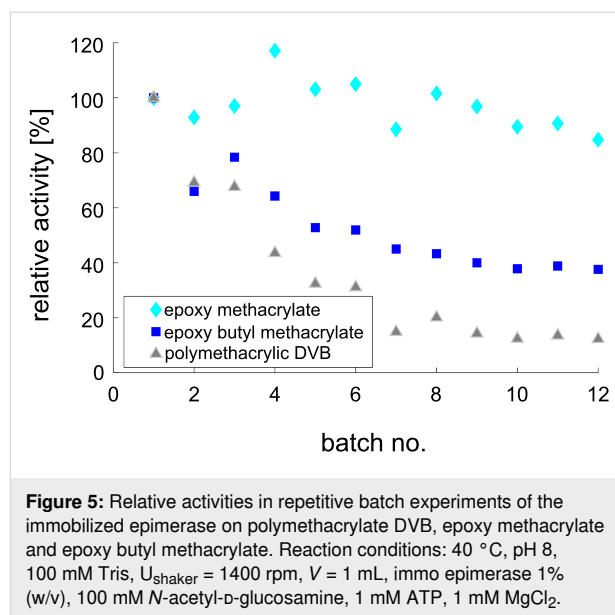 120
100
80
60
40
20
0
relative activity [%]
epoxy methacrylate
epoxy butyl methacrylate
polymethacrylic DVB
0 2 4 6 8 10 12
batch no.
Figure 5: Relative activities in repetitive batch experiments of the
immobilized epimerase on polymethacrylate DVB, epoxy methacrylate
and epoxy butyl methacrylate. Reaction conditions: 40 °C, pH 8,
100 mM Tris, Ushaker = 1400 rpm, V = 1 mL, immo epimerase 1%
(w/v), 100 mM N-acetyl-ᴅ-glucosamine, 1 mM ATP, 1 mM MgCl2.